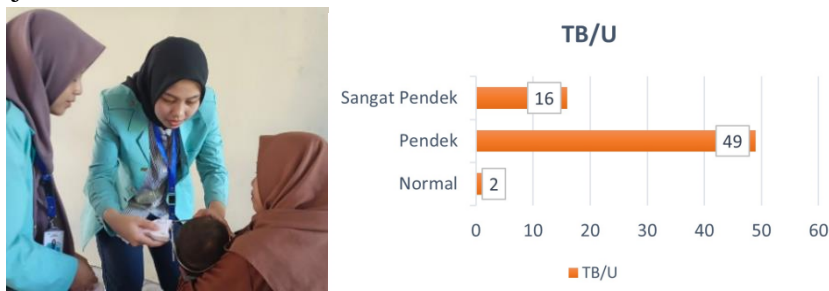 TB/U
Sangat Pendek
16
Pendek
49
Normal
2
0 10 20 30 40 50 60
TB/U